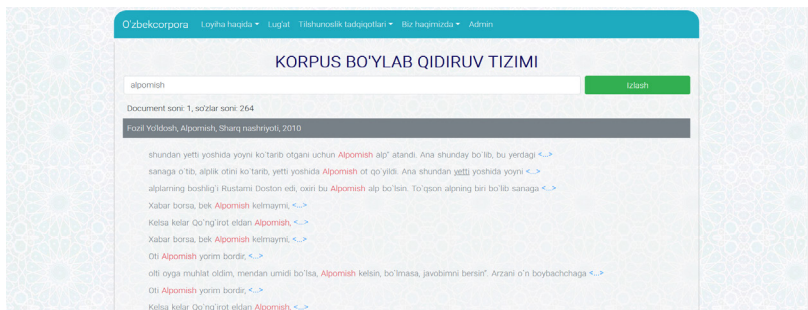 O'zbekcorpora Loyiha haqida Lug'at Tilshunoslik tadqiqotlari Biz haqimizda Admin
KORPUS BO'YLAB QIDIRUV TIZIMI
alpomish Izlash
Document soni: 1, so'zlar soni: 264
Fozil Yo'ldosh, Alpomish, Sharq nashriyoti, 2010
shundan yetti yoshida yoyni ko`tarib otgani uchun Alpomish alp" atandi. Ana shunday bo`lib, bu yerdagi <...>
sanaga o`tib, alplik otini ko`tarib, yetti yoshida Alpomish ot qo`yildi. Ana shundan yetti yoshida yoyni <...>
alplarning boshlig`i Rustami Doston edi, oxiri bu Alpomish alp bo`lsin. To`qson alpning biri bo`lib sanaga <...>
Xabar borsa, bek Alpomish kelmaymi, <...>
Kelsa kelar Qo`ng`irot eldan Alpomish, <...>
Xabar borsa, bek Alpomish kelmaymi, <...>
Oti Alpomish yorim bordir, <...>
olti oyga muhlat oldim, mendan umidi bo`lsa, Alpomish kelsin, bo`lmasa, javobimni bersin". Arzani o`n boybachchaga <...>
Oti Alpomish yorim bordir, <...>
Kelsa kelar Qo`ng`irot eldan Alpomish, <...>